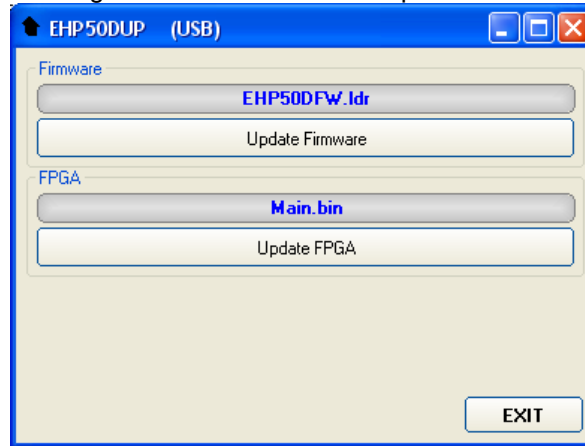 EHP50DUP (USB)
Firmware
EHP50DFW.ldr
Update Firmware
FPGA
Main.bin
Update FPGA
EXIT